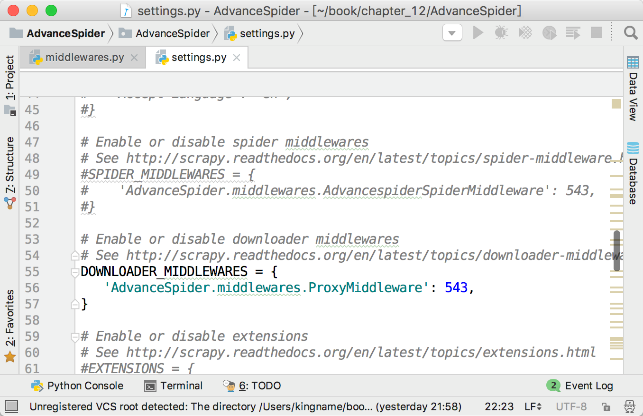 settings.py - AdvanceSpider - [~/book/chapter_12/AdvanceSpider]
AdvanceSpider AdvanceSpider settings.py
middlewares.py settings.py
1: Project
Z: Structure
2: Favorites
Data View
Database
45 #}
46
47 # Enable or disable spider middlewares
48 # See http://scrapy.readthedocs.org/en/latest/topics/spider-middleware.
49 #SPIDER_MIDDLEWARES = {
50 #    'AdvanceSpider.middlewares.AdvancespiderSpiderMiddleware': 543,
51 #}
52
53 # Enable or disable downloader middlewares
54 # See http://scrapy.readthedocs.org/en/latest/topics/downloader-middlewa
55 DOWNLOADER_MIDDLEWARES = {
56    'AdvanceSpider.middlewares.ProxyMiddleware': 543,
57 }
58
59 # Enable or disable extensions
60 # See http://scrapy.readthedocs.org/en/latest/topics/extensions.html
61 #EXTENSIONS = {
Python Console Terminal 6: TODO 2 Event Log
Unregistered VCS root detected: The directory /Users/kingname/boo... (yesterday 21:58) 22:23 LF UTF-8